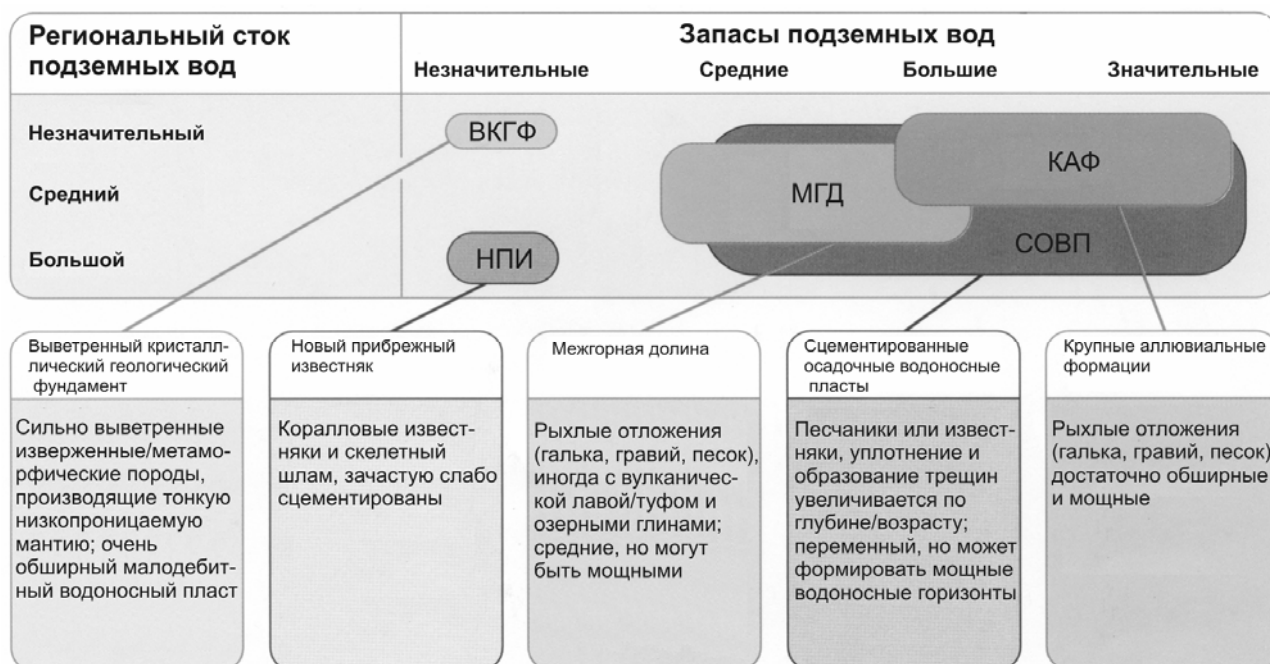 Региональный сток
подземных вод
Запасы подземных вод
Незначительные Средние Большие Значительные
Незначительный
ВКГФ
КАФ
Средний
МГД
СОВП
Большой
НПИ
Выветренный кристалл-
лический геологический
фундамент
Сильно выветренные
изверженные/метамо-
рфические породы,
производящие тонкую
низкопроницаемую
мантию; очень
обширный малодебит-
ный водоносный пласт
Новый прибрежный
известняк
Коралловые извест-
няки и скелетный
шлам, зачастую слабо
сцементированы
Межгорная долина
Рыхлые отложения
(галька, гравий, песок),
иногда с вулканичес-
кой лавой/туфом и
озерными глинами;
средние, но могут
быть мощными
Сцементированные
осадочные водоносные
пласты
Песчаники или извест-
няки, уплотнение и
образование трещин
увеличивается по
глубине/возрасту;
переменный, но может
формировать мощные
водоносные горизонты
Крупные аллювиальные
формации
Рыхлые отложения
(галька, гравий, песок)
достаточно обширные
и мощные